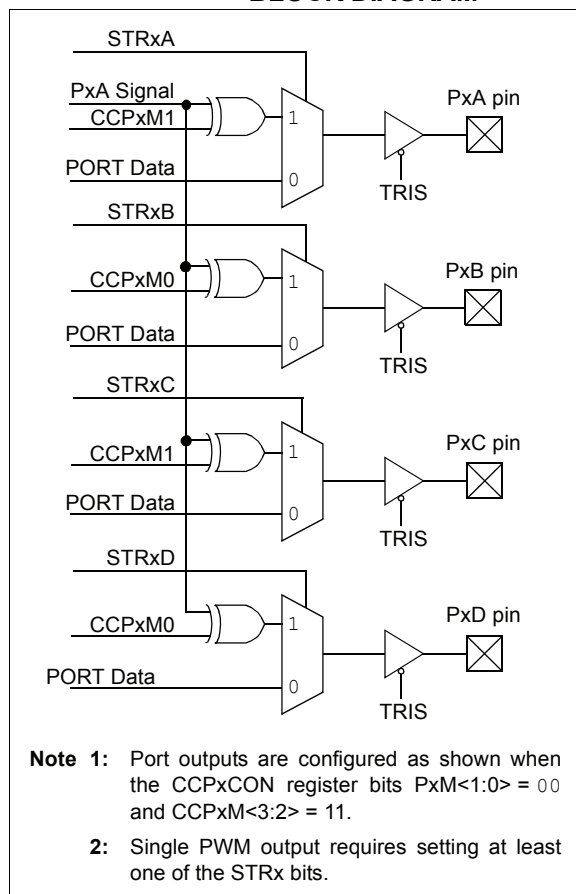 STRxA
PxA Signal
PxA pin
CCPxM1
1
PORT Data
0
TRIS
STRxB
PxB pin
CCPxM0
1
PORT Data
0
TRIS
STRxC
PxC pin
CCPxM1
1
PORT Data
0
TRIS
STRxD
PxD pin
CCPxM0
1
PORT Data
0
TRIS
Note 1: Port outputs are configured as shown when
the CCPxCON register bits PxM<1:0> = 00
and CCPxM<3:2> = 11.
2: Single PWM output requires setting at least
one of the STRx bits.